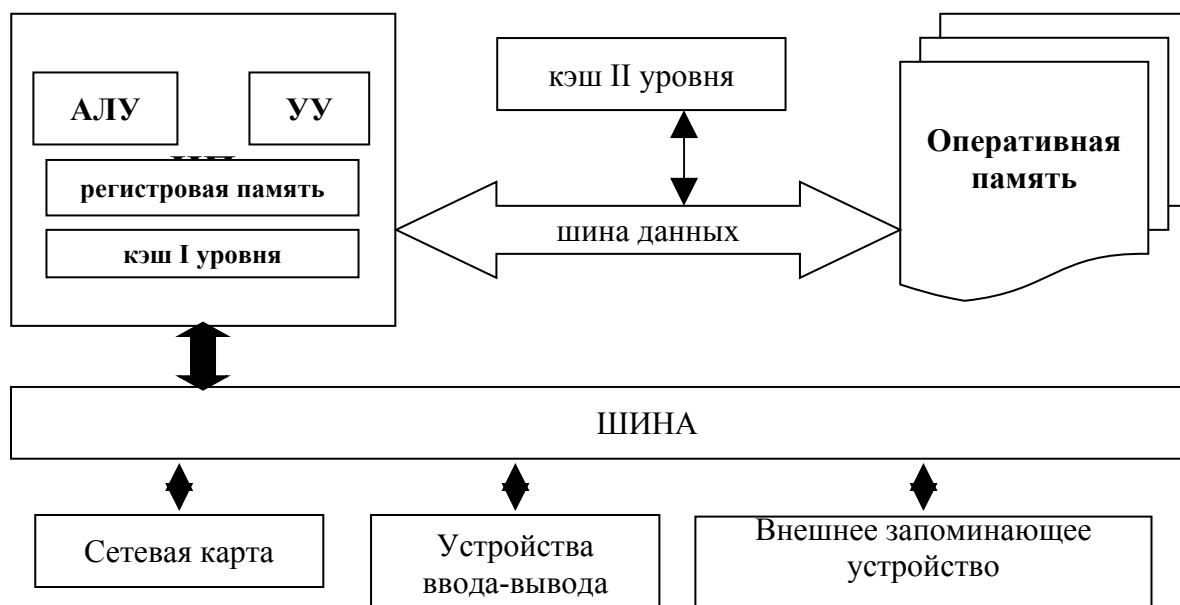 кэш II уровня
АЛУ
УУ
Оперативная
память
регистровая память
шина данных
кэш I уровня
ШИНА
Сетевая карта
Устройства
ввода-вывода
Внешнее запоминающее
устройство